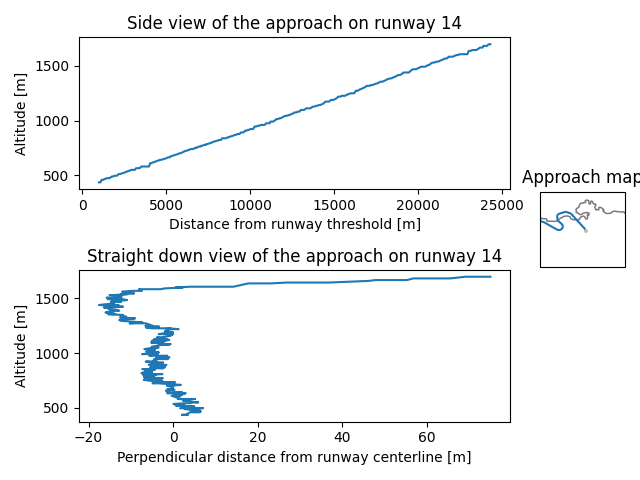 Side view of the approach on runway 14
Altitude [m]
1500
1000
500
0
5000
10000
15000
20000
25000
Distance from runway threshold [m]
Approach map
Straight down view of the approach on runway 14
Altitude [m]
1500
1000
500
−20
0
20
40
60
Perpendicular distance from runway centerline [m]